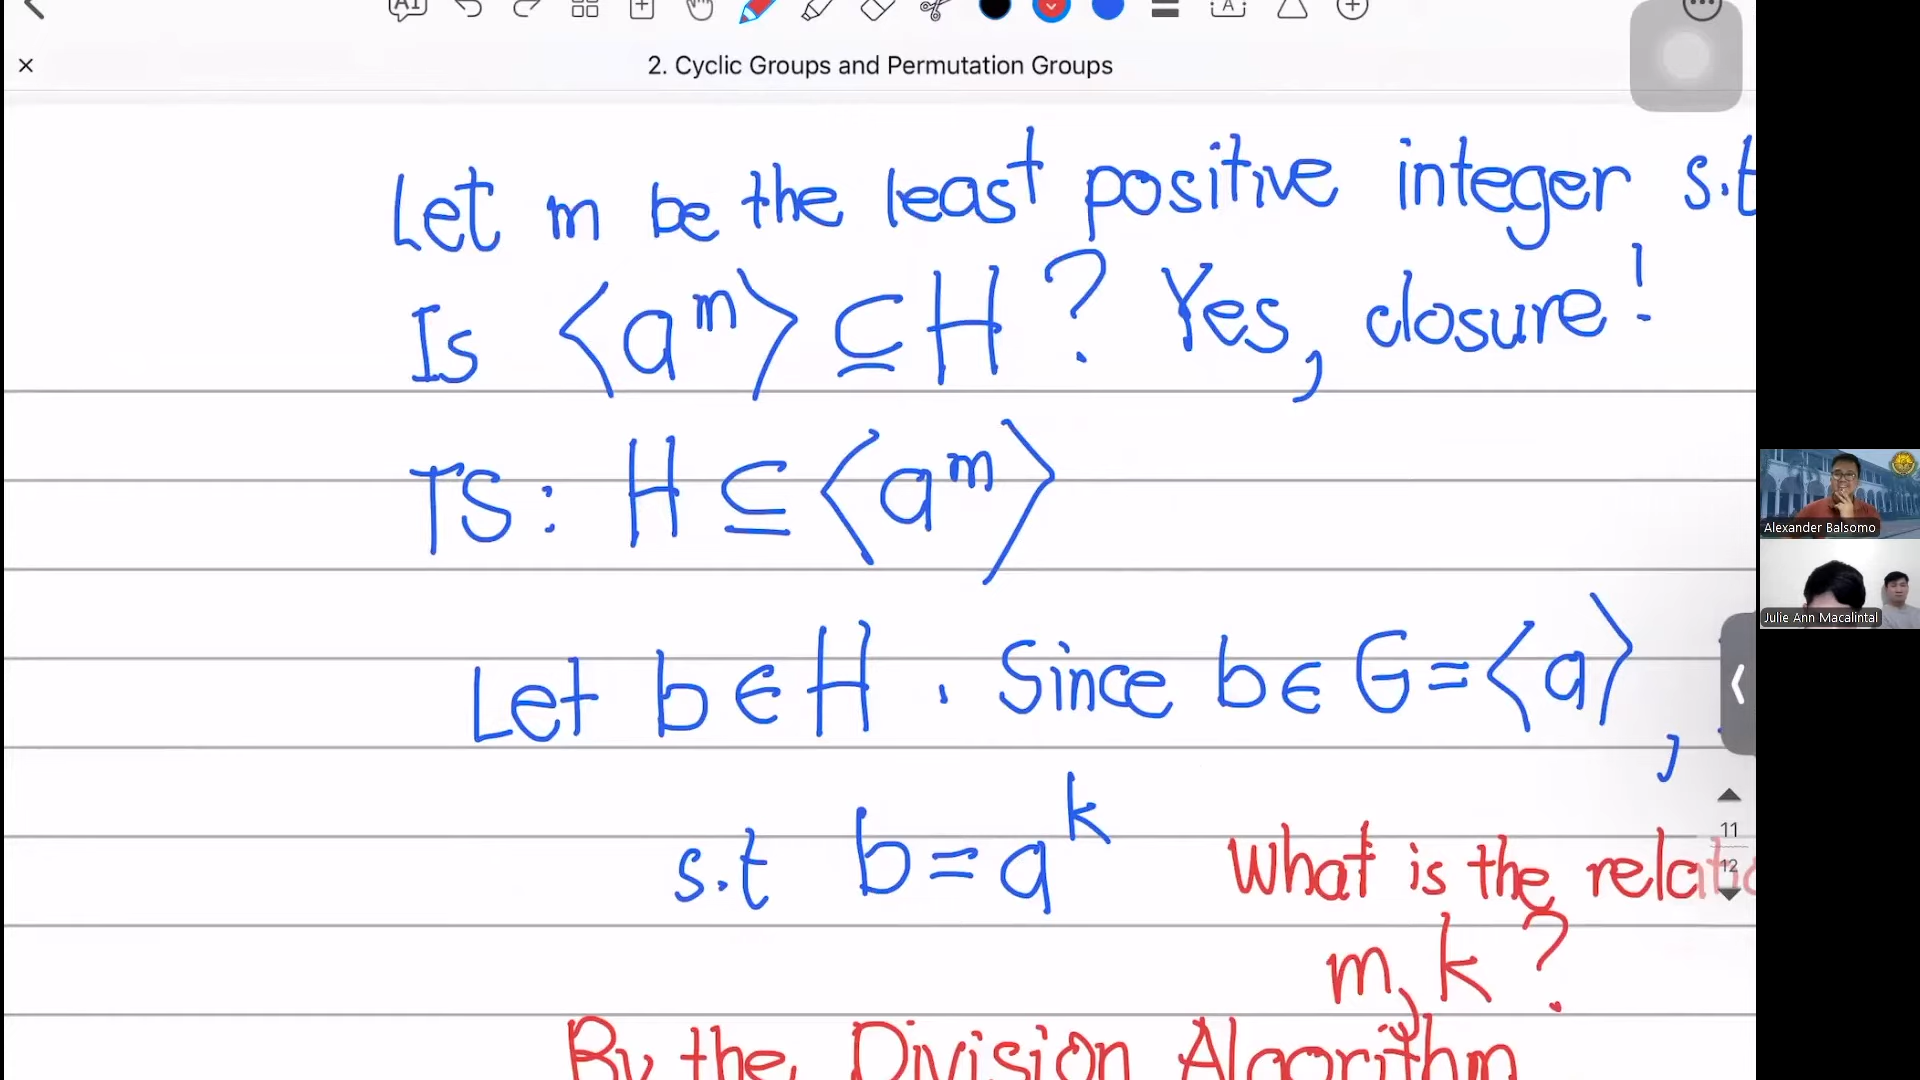 2. Cyclic Groups and Permutation Groups
Let m be the least positive integer s.t
Is ⟨a^m⟩ ⊆ H ? Yes, closure!
TS: H ⊆ ⟨a^m⟩
Let b ∈ H . Since b ∈ G = ⟨a⟩,
s.t b = a^k What is the
m, k ?
By the Division Algorithm
11
12
Alexander Balsomo
Julie Ann Macalintal